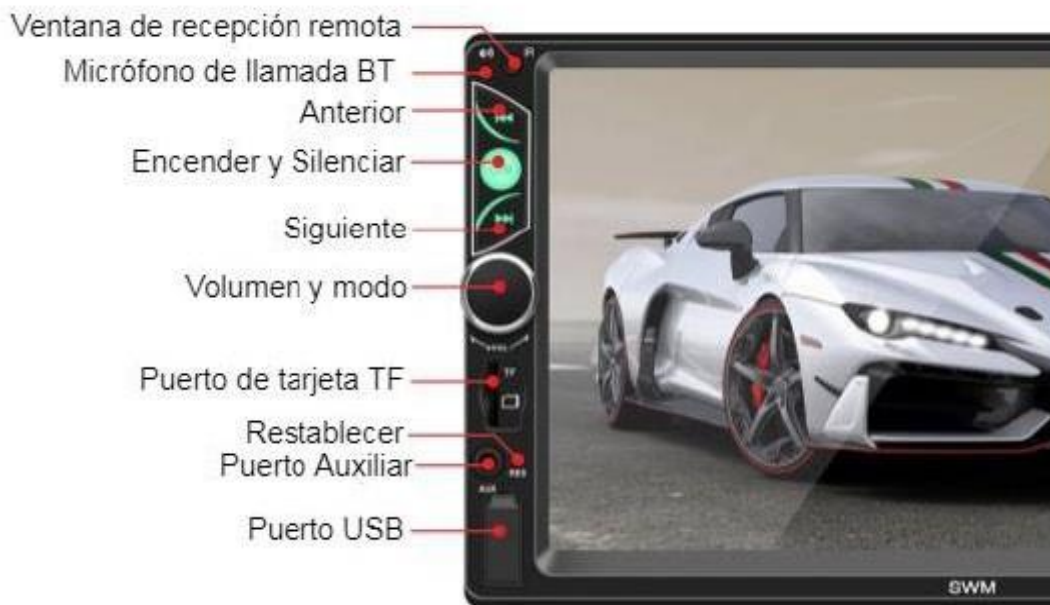 Ventana de recepción remota
Micrófono de llamada BT
Anterior
Encender y Silenciar
Siguiente
Volumen y modo
Puerto de tarjeta TF
TF
Restablecer
Puerto Auxiliar
RES
AUX
Puerto USB
SWM